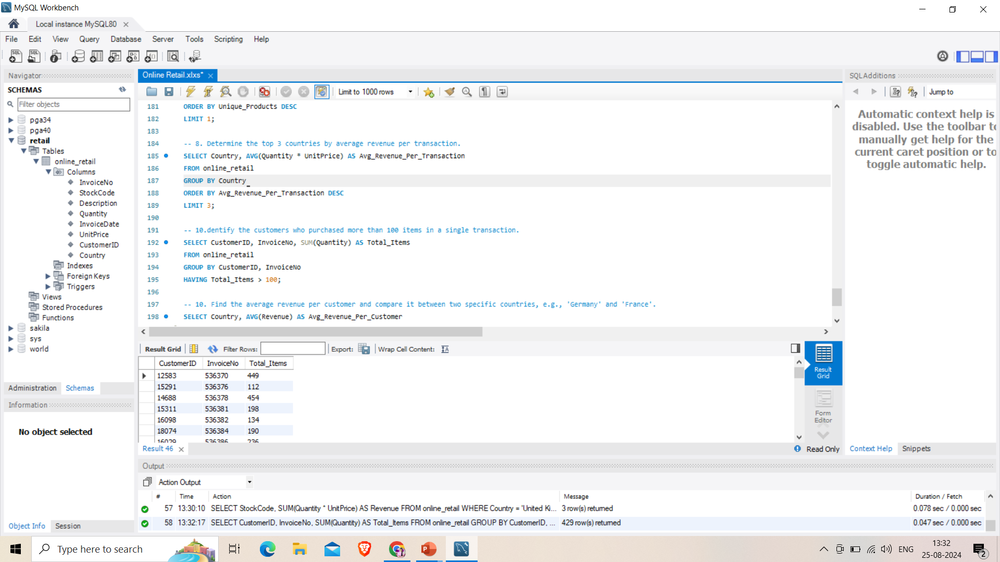 MySQL Workbench
Local instance MySQL80
File Edit View Query Database Server Tools Scripting Help
Navigator
SCHEMAS
Filter objects
pga34
pga40
retail
Tables
online_retail
Columns
InvoiceNo
StockCode
Description
Quantity
InvoiceDate
UnitPrice
CustomerID
Country
Indexes
Foreign Keys
Triggers
Views
Stored Procedures
Functions
sakila
sys
world
Administration Schemas
Information
No object selected
Object Info Session
Online Retail.xlxs*
Limit to 1000 rows
181 ORDER BY Unique_Products DESC
182 LIMIT 1;
183
184 -- 8. Determine the top 3 countries by average revenue per transaction.
185 SELECT Country, AVG(Quantity * UnitPrice) AS Avg_Revenue_Per_Transaction
186 FROM online_retail
187 GROUP BY Country
188 ORDER BY Avg_Revenue_Per_Transaction DESC
189 LIMIT 3;
190
191 -- 10.dentify the customers who purchased more than 100 items in a single transaction.
192 SELECT CustomerID, InvoiceNo, SUM(Quantity) AS Total_Items
193 FROM online_retail
194 GROUP BY CustomerID, InvoiceNo
195 HAVING Total_Items > 100;
196
197 -- 10. Find the average revenue per customer and compare it between two specific countries, e.g., 'Germany' and 'France'.
198 SELECT Country, AVG(Revenue) AS Avg_Revenue_Per_Customer
Result Grid Filter Rows: Export: Wrap Cell Content:
CustomerID InvoiceNo Total_Items
12583 536370 449
15291 536376 112
14688 536378 454
15311 536381 198
16098 536382 134
18074 536384 190
16029 536386 236
Result Grid
Form Editor
Result 46
Read Only
SQLAdditions
Jump to
Automatic context help is
disabled. Use the toolbar to
manually get help for the
current caret position or to
toggle automatic help.
Context Help Snippets
Output
Action Output
# Time Action Message Duration / Fetch
57 13:30:10 SELECT StockCode, SUM(Quantity * UnitPrice) AS Revenue FROM online_retail WHERE Country = 'United Ki... 3 row(s) returned 0.078 sec / 0.000 sec
58 13:32:17 SELECT CustomerID, InvoiceNo, SUM(Quantity) AS Total_Items FROM online_retail GROUP BY CustomerID, ... 429 row(s) returned 0.047 sec / 0.000 sec
Type here to search
ENG
13:32
25-08-2024
2